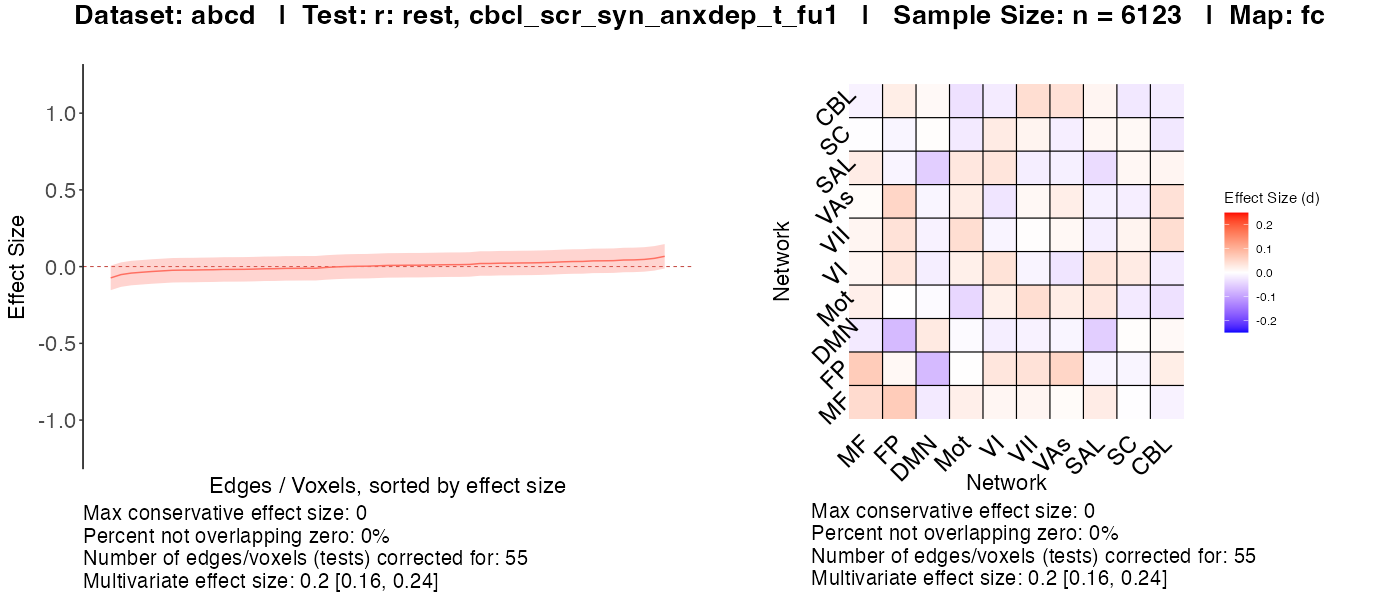 Dataset: abcd   |   Test: r: rest, cbcl_scr_syn_anxdep_t_fu1   |   Sample Size: n = 6123   |   Map: fc
Effect Size
1.0
0.5
0.0
-0.5
-1.0
Edges / Voxels, sorted by effect size
Max conservative effect size: 0
Percent not overlapping zero: 0%
Number of edges/voxels (tests) corrected for: 55
Multivariate effect size: 0.2 [0.16, 0.24]
Network
CBL
SC
SAL
VAs
VII
VI
Mot
DMN
FP
MF
MF
FP
DMN
Mot
VI
VII
VAs
SAL
SC
CBL
Network
Effect Size (d)
0.2
0.1
0.0
-0.1
-0.2
Max conservative effect size: 0
Percent not overlapping zero: 0%
Number of edges/voxels (tests) corrected for: 55
Multivariate effect size: 0.2 [0.16, 0.24]